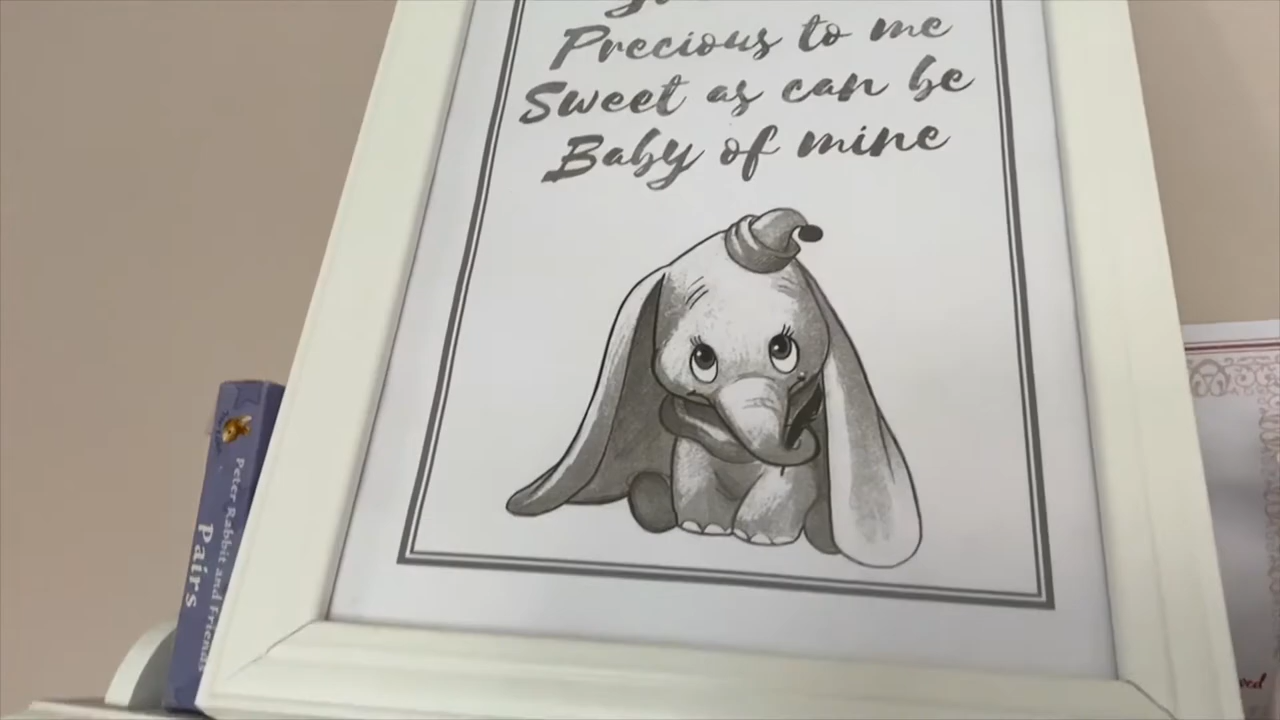 Precious to me
Sweet as can be
Baby of mine
Peter Rabbit and Friends
Pairs